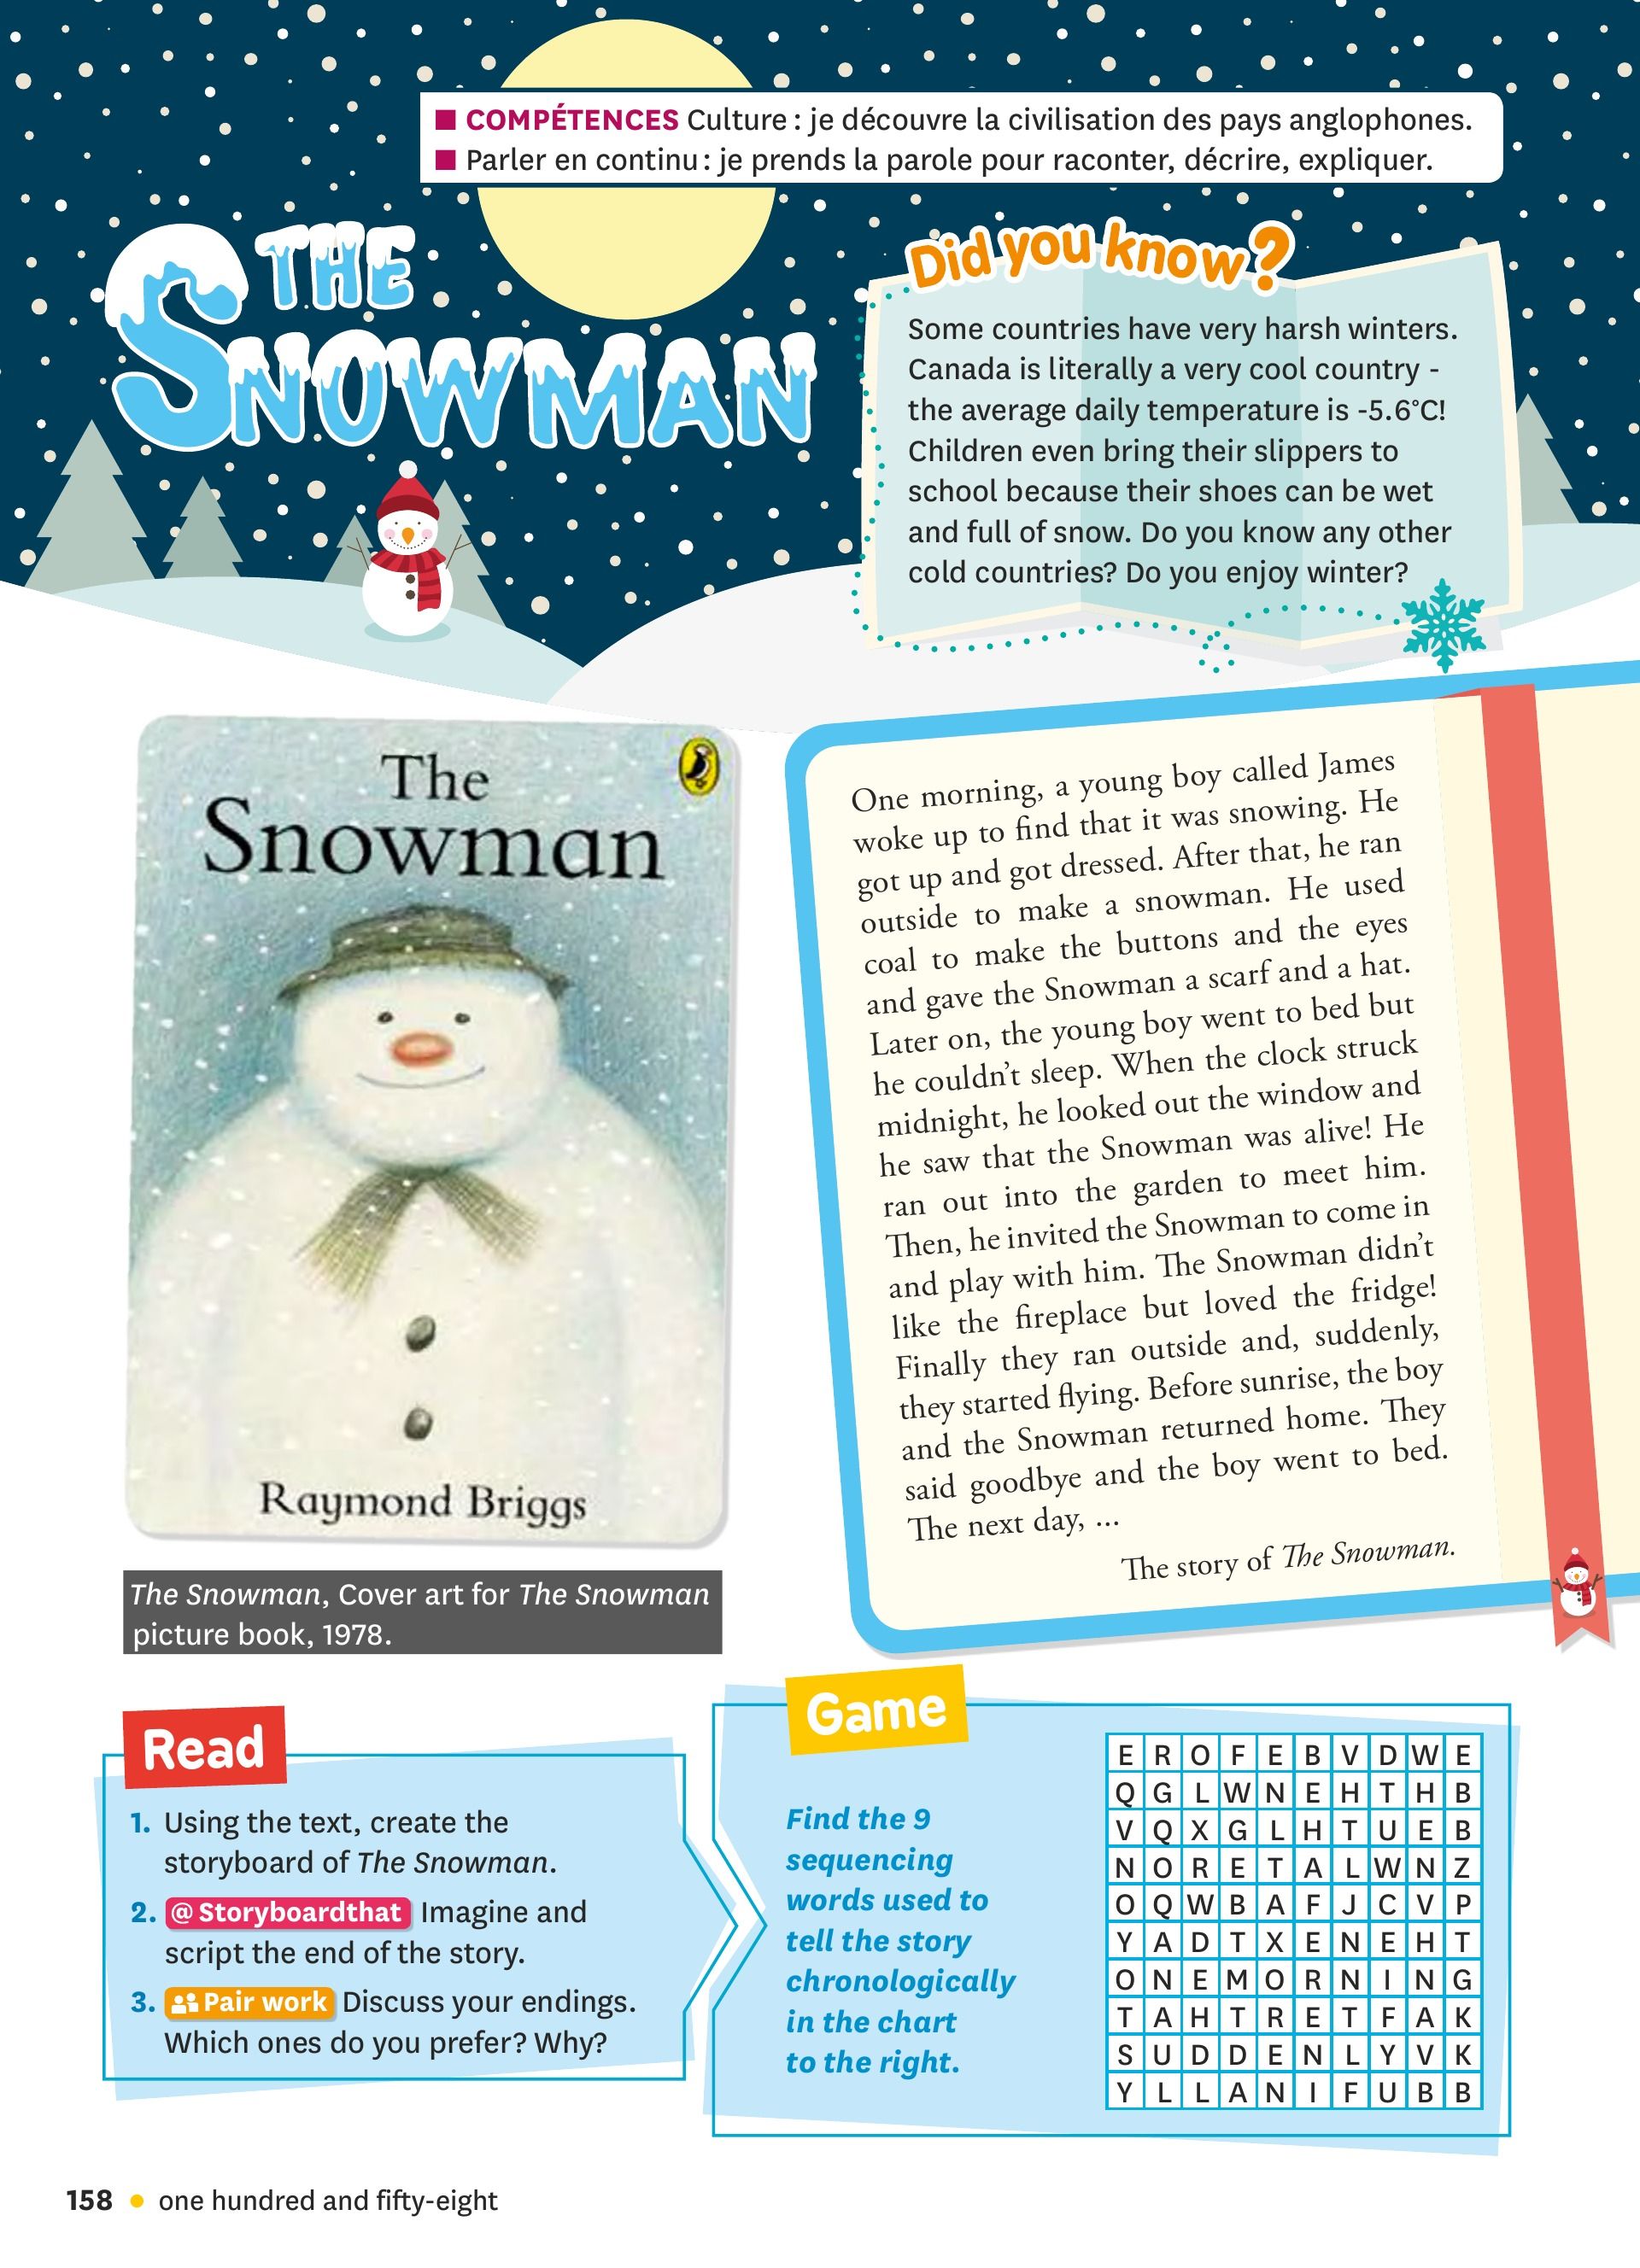 ■ COMPÉTENCES Culture : je découvre la civilisation des pays anglophones.
■ Parler en continu : je prends la parole pour raconter, décrire, expliquer.
THE
SNOWMAN
Did you know?
Some countries have very harsh winters.
Canada is literally a very cool country -
the average daily temperature is -5.6°C!
Children even bring their slippers to
school because their shoes can be wet
and full of snow. Do you know any other
cold countries? Do you enjoy winter?
The
Snowman
Raymond Briggs
The Snowman, Cover art for The Snowman
picture book, 1978.
One morning, a young boy called James
woke up to find that it was snowing. He
got up and got dressed. After that, he ran
outside to make a snowman. He used
coal to make the buttons and the eyes
and gave the Snowman a scarf and a hat.
Later on, the young boy went to bed but
he couldn't sleep. When the clock struck
midnight, he looked out the window and
he saw that the Snowman was alive! He
ran out into the garden to meet him.
Then, he invited the Snowman to come in
and play with him. The Snowman didn't
like the fireplace but loved the fridge!
Finally they ran outside and, suddenly,
they started flying. Before sunrise, the boy
and the Snowman returned home. They
said goodbye and the boy went to bed.
The next day, ...
The story of The Snowman.
Read
1. Using the text, create the
storyboard of The Snowman.
2. @ Storyboardthat Imagine and
script the end of the story.
3. Pair work Discuss your endings.
Which ones do you prefer? Why?
Game
Find the 9
sequencing
words used to
tell the story
chronologically
in the chart
to the right.
E R O F E B V D W E
Q G L W N E H T H B
V Q X G L H T U E B
N O R E T A L W N Z
O Q W B A F J C V P
Y A D T X E N E H T
O N E M O R N I N G
T A H T R E T F A K
S U D D E N L Y V K
Y L L A N I F U B B
158 • one hundred and fifty-eight